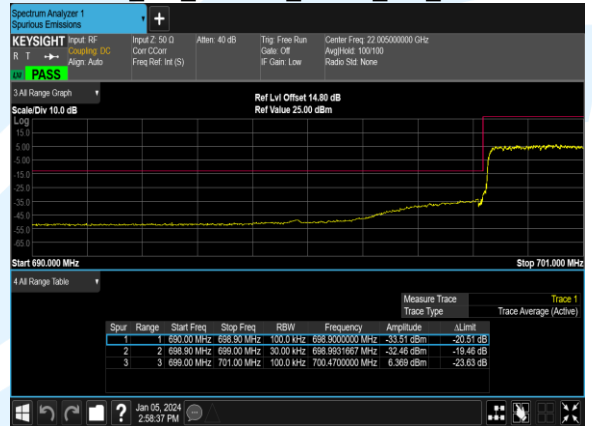 Spectrum Analyzer 1
Spurious Emissions
+
KEYSIGHT Input: RF Input Z: 50 Ω Atten: 40 dB Trig: Free Run Center Freq: 22.005000000 GHz
R T Coupling: DC Corr CCorr Gate: Off Avg|Hold: 100/100
Align: Auto Freq Ref: Int (S) IF Gain: Low Radio Std: None
LXI PASS
3 All Range Graph
Ref Lvl Offset 14.80 dB
Scale/Div 10.0 dB Ref Value 25.00 dBm
Log
15.0
5.00
-5.00
-15.0
-25.0
-35.0
-45.0
-55.0
-65.0
Start 690.000 MHz Stop 701.000 MHz
4 All Range Table
Measure Trace Trace 1
Trace Type Trace Average (Active)
Spur Range Start Freq Stop Freq RBW Frequency Amplitude ΔLimit
1 1 690.00 MHz 698.90 MHz 100.0 kHz 698.9000000 MHz -33.51 dBm -20.51 dB
2 2 698.90 MHz 699.00 MHz 30.00 kHz 698.9931667 MHz -32.46 dBm -19.46 dB
3 3 699.00 MHz 701.00 MHz 100.0 kHz 700.4700000 MHz 6.369 dBm -23.63 dB
? Jan 05, 2024
2:58:37 PM